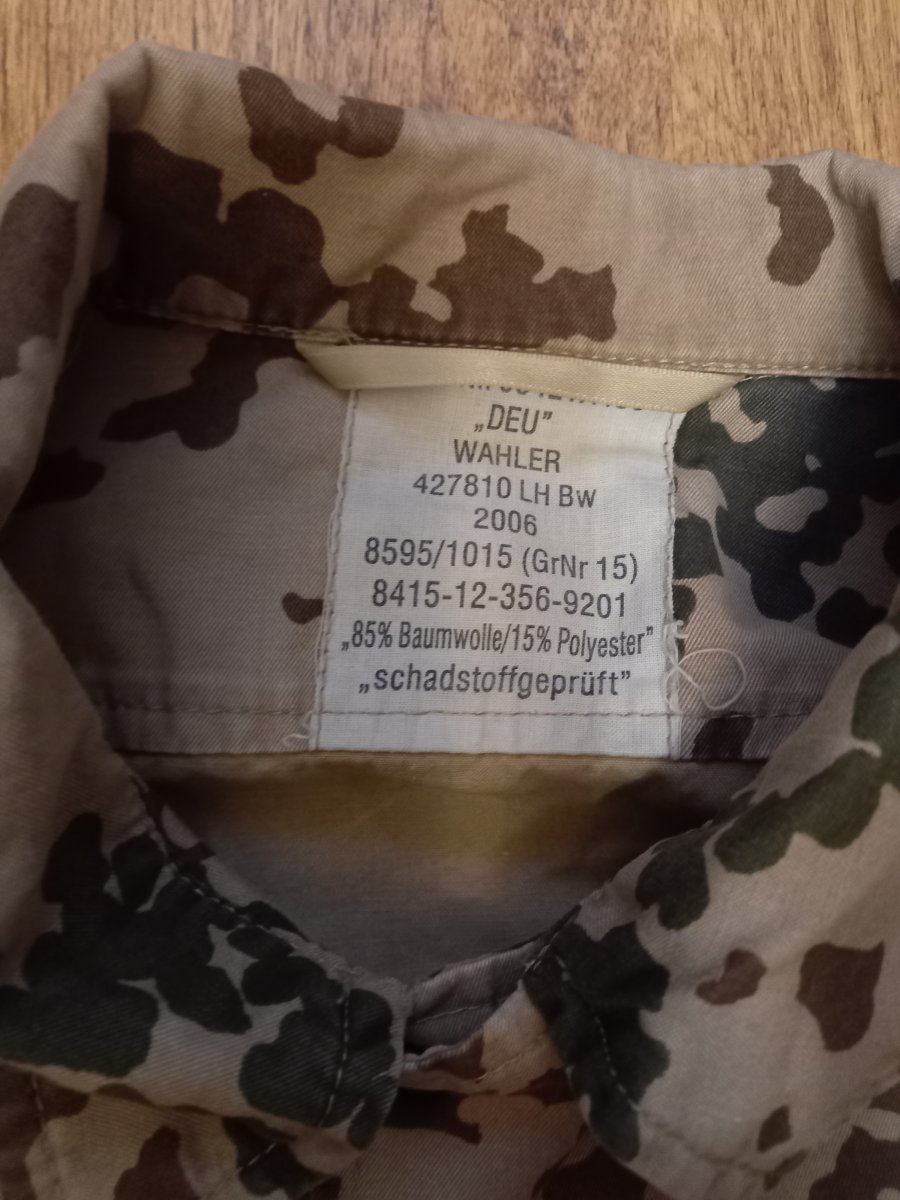 „DEU”
WAHLER
427810 LH Bw
2006
8595/1015 (GrNr 15)
8415-12-356-9201
„85% Baumwolle/15% Polyester”
„schadstoffgeprüft”